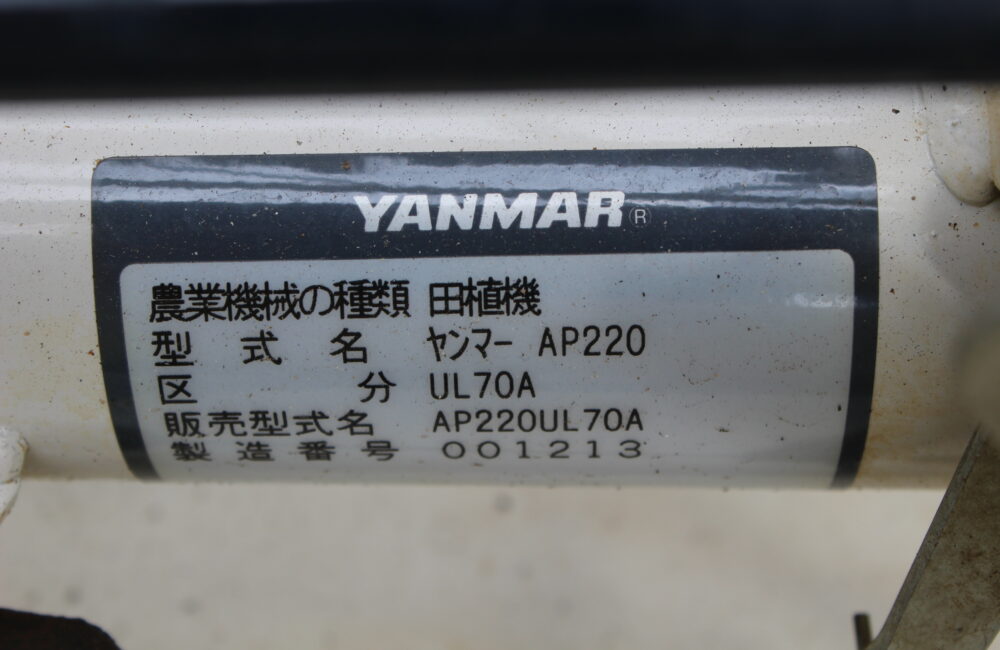 YANMAR®
農業機械の種類 田植機
型式名 ヤンマー AP220
区分 UL70A
販売型式名 AP220UL70A
製造番号 001213